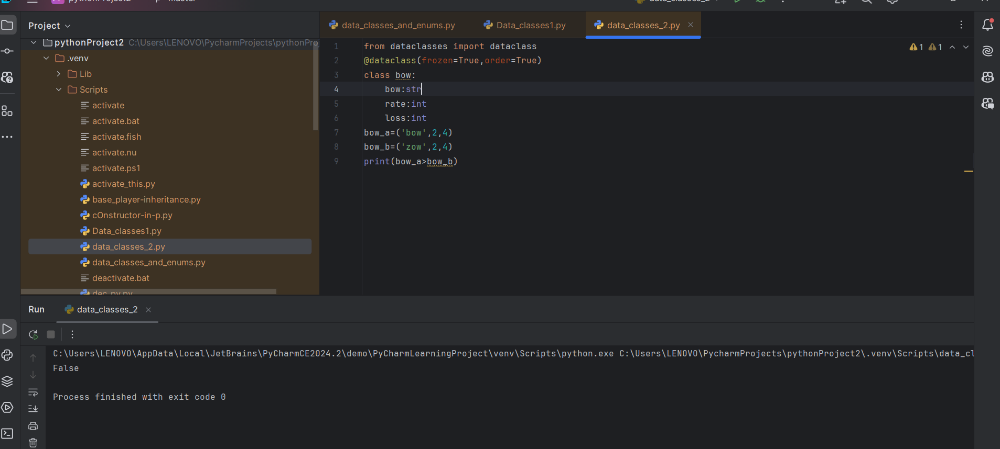 pythonProject2 master data_classes_2
Project
data_classes_and_enums.py Data_classes1.py data_classes_2.py
pythonProject2 C:\Users\LENOVO\PycharmProjects\pythonProj
.venv
Lib
Scripts
activate
activate.bat
activate.fish
activate.nu
activate.ps1
activate_this.py
base_player-inheritance.py
cOnstructor-in-p.py
Data_classes1.py
data_classes_2.py
data_classes_and_enums.py
deactivate.bat
dec_py.py
1 from dataclasses import dataclass
1 1
2 @dataclass(frozen=True,order=True)
3 class bow:
4 bow:str
5 rate:int
6 loss:int
7 bow_a=('bow',2,4)
8 bow_b=('zow',2,4)
9 print(bow_a>bow_b)
Run data_classes_2
C:\Users\LENOVO\AppData\Local\JetBrains\PyCharmCE2024.2\demo\PyCharmLearningProject\venv\Scripts\python.exe C:\Users\LENOVO\PycharmProjects\pythonProject2\.venv\Scripts\data_cl
False
Process finished with exit code 0